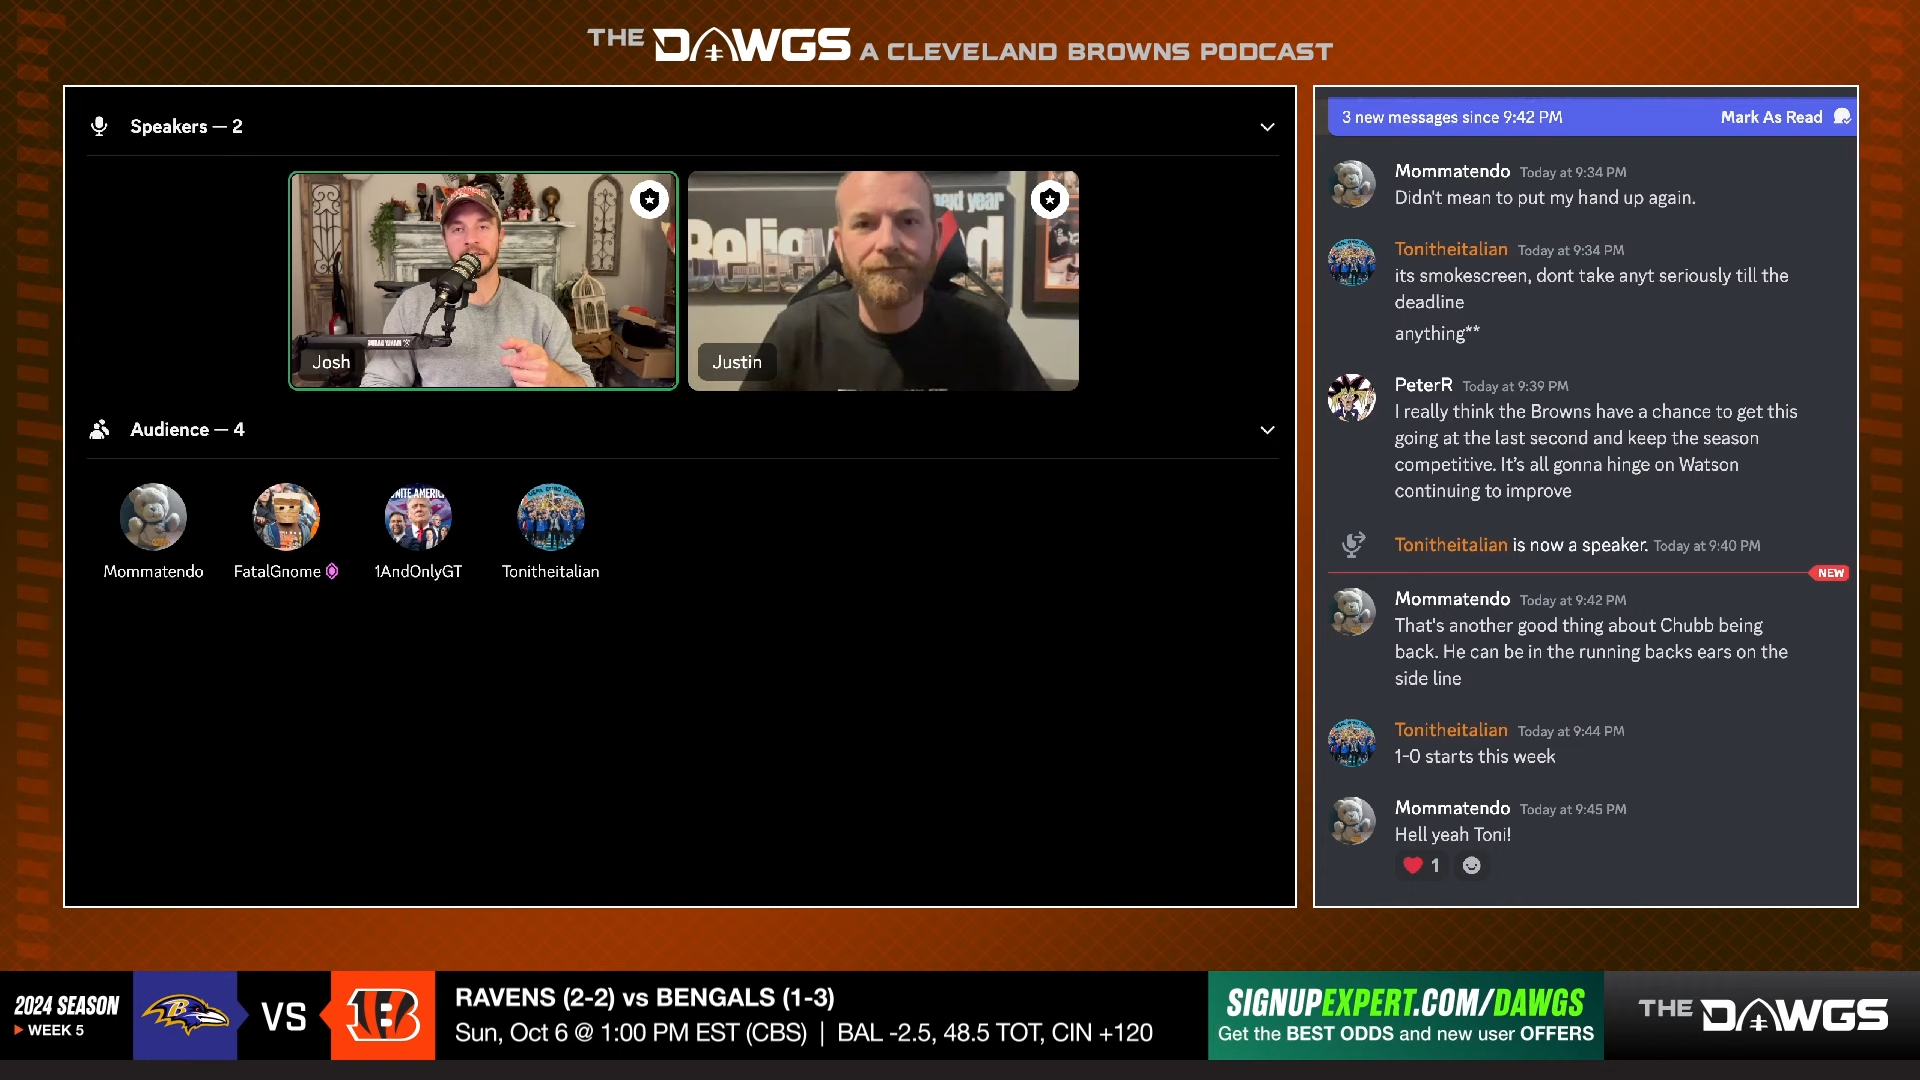 THE DAWGS A CLEVELAND BROWNS PODCAST
Speakers — 2
next year
Josh
Justin
Audience — 4
Mommatendo
FatalGnome
1AndOnlyGT
Tonitheitalian
3 new messages since 9:42 PM
Mark As Read
Mommatendo Today at 9:34 PM
Didn't mean to put my hand up again.
Tonitheitalian Today at 9:34 PM
its smokescreen, dont take anyt seriously till the
deadline
anything**
PeterR Today at 9:39 PM
I really think the Browns have a chance to get this
going at the last second and keep the season
competitive. It's all gonna hinge on Watson
continuing to improve
Tonitheitalian is now a speaker. Today at 9:40 PM
NEW
Mommatendo Today at 9:42 PM
That's another good thing about Chubb being
back. He can be in the running backs ears on the
side line
Tonitheitalian Today at 9:44 PM
1-0 starts this week
Mommatendo Today at 9:45 PM
Hell yeah Toni!
1
2024 SEASON
WEEK 5
B
VS
B
RAVENS (2-2) vs BENGALS (1-3)
Sun, Oct 6 @ 1:00 PM EST (CBS) | BAL -2.5, 48.5 TOT, CIN +120
SIGNUPEXPERT.COM/DAWGS
Get the BEST ODDS and new user OFFERS
THE DAWGS